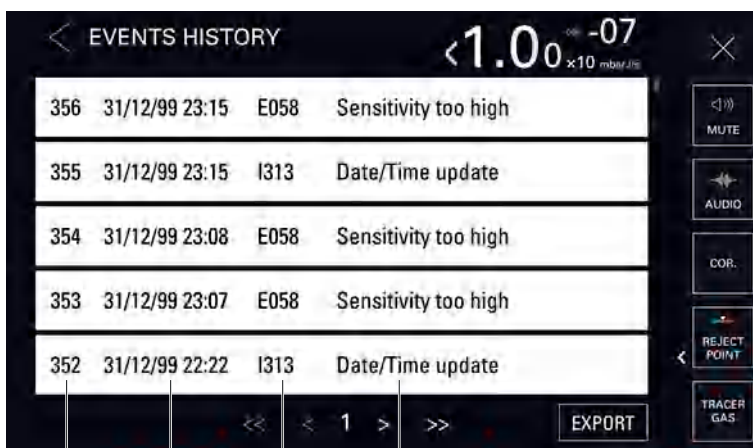 EVENTS HISTORY
<1.00 x10 -07 mbar.l/s
356 31/12/99 23:15 E058 Sensitivity too high
355 31/12/99 23:15 I313 Date/Time update
354 31/12/99 23:08 E058 Sensitivity too high
353 31/12/99 23:07 E058 Sensitivity too high
352 31/12/99 22:22 I313 Date/Time update
<< < 1 > >>
EXPORT
MUTE
AUDIO
COR.
REJECT
POINT
TRACER
GAS